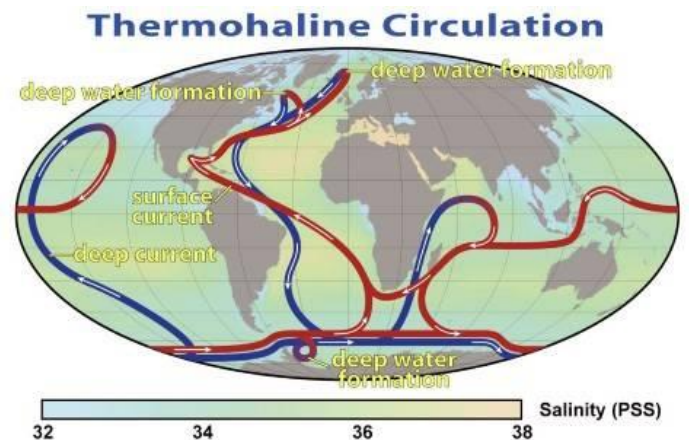 Thermohaline Circulation
deep water formation
deep water formation
surface
current
deep current
deep water
formation
Salinity (PSS)
32 34 36 38